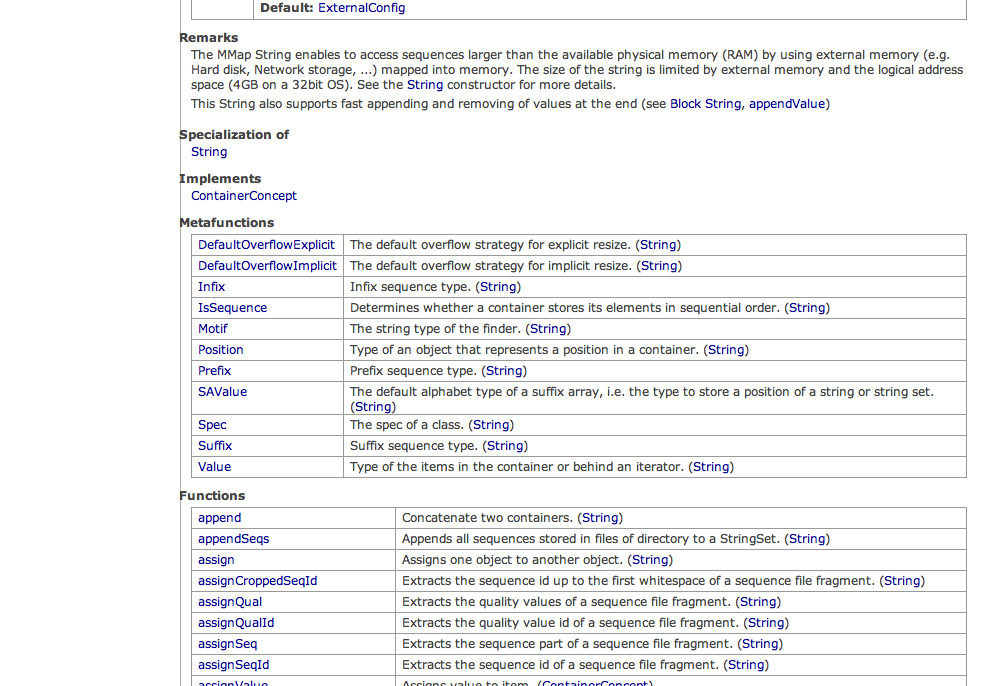 Default: ExternalConfig
Remarks
The MMap String enables to access sequences larger than the available physical memory (RAM) by using external memory (e.g.
Hard disk, Network storage, ...) mapped into memory. The size of the string is limited by external memory and the logical address
space (4GB on a 32bit OS). See the String constructor for more details.
This String also supports fast appending and removing of values at the end (see Block String, appendValue)
Specialization of
String
Implements
ContainerConcept
Metafunctions
DefaultOverflowExplicit The default overflow strategy for explicit resize. (String)
DefaultOverflowImplicit The default overflow strategy for implicit resize. (String)
Infix Infix sequence type. (String)
IsSequence Determines whether a container stores its elements in sequential order. (String)
Motif The string type of the finder. (String)
Position Type of an object that represents a position in a container. (String)
Prefix Prefix sequence type. (String)
SAValue The default alphabet type of a suffix array, i.e. the type to store a position of a string or string set.
(String)
Spec The spec of a class. (String)
Suffix Suffix sequence type. (String)
Value Type of the items in the container or behind an iterator. (String)
Functions
append Concatenate two containers. (String)
appendSeqs Appends all sequences stored in files of directory to a StringSet. (String)
assign Assigns one object to another object. (String)
assignCroppedSeqId Extracts the sequence id up to the first whitespace of a sequence file fragment. (String)
assignQual Extracts the quality values of a sequence file fragment. (String)
assignQualId Extracts the quality value id of a sequence file fragment. (String)
assignSeq Extracts the sequence part of a sequence file fragment. (String)
assignSeqId Extracts the sequence id of a sequence file fragment. (String)
assignValue Assigns value to item. (ContainerConcept)